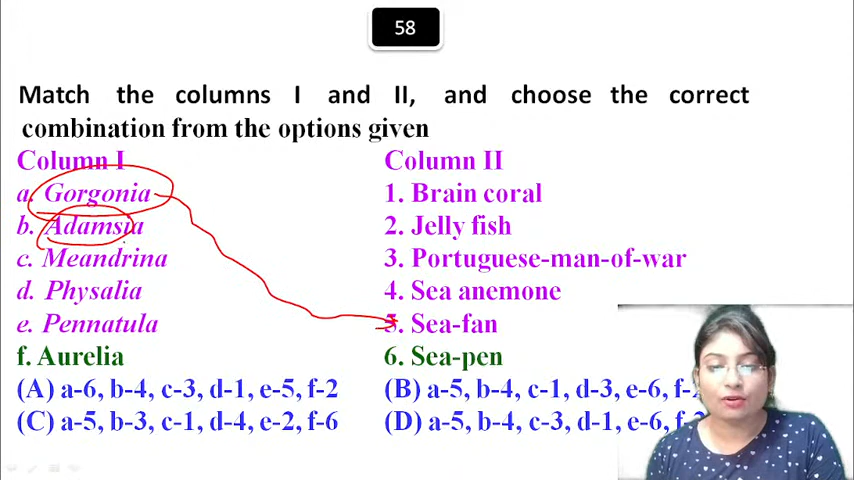 58
Match the columns I and II, and choose the correct
combination from the options given
Column I Column II
a. Gorgonia 1. Brain coral
b. Adamsia 2. Jelly fish
c. Meandrina 3. Portuguese-man-of-war
d. Physalia 4. Sea anemone
e. Pennatula 5. Sea-fan
f. Aurelia 6. Sea-pen
(A) a-6, b-4, c-3, d-1, e-5, f-2 (B) a-5, b-4, c-1, d-3, e-6,
(C) a-5, b-3, c-1, d-4, e-2, f-6 (D) a-5, b-4, c-3, d-1, e-6,